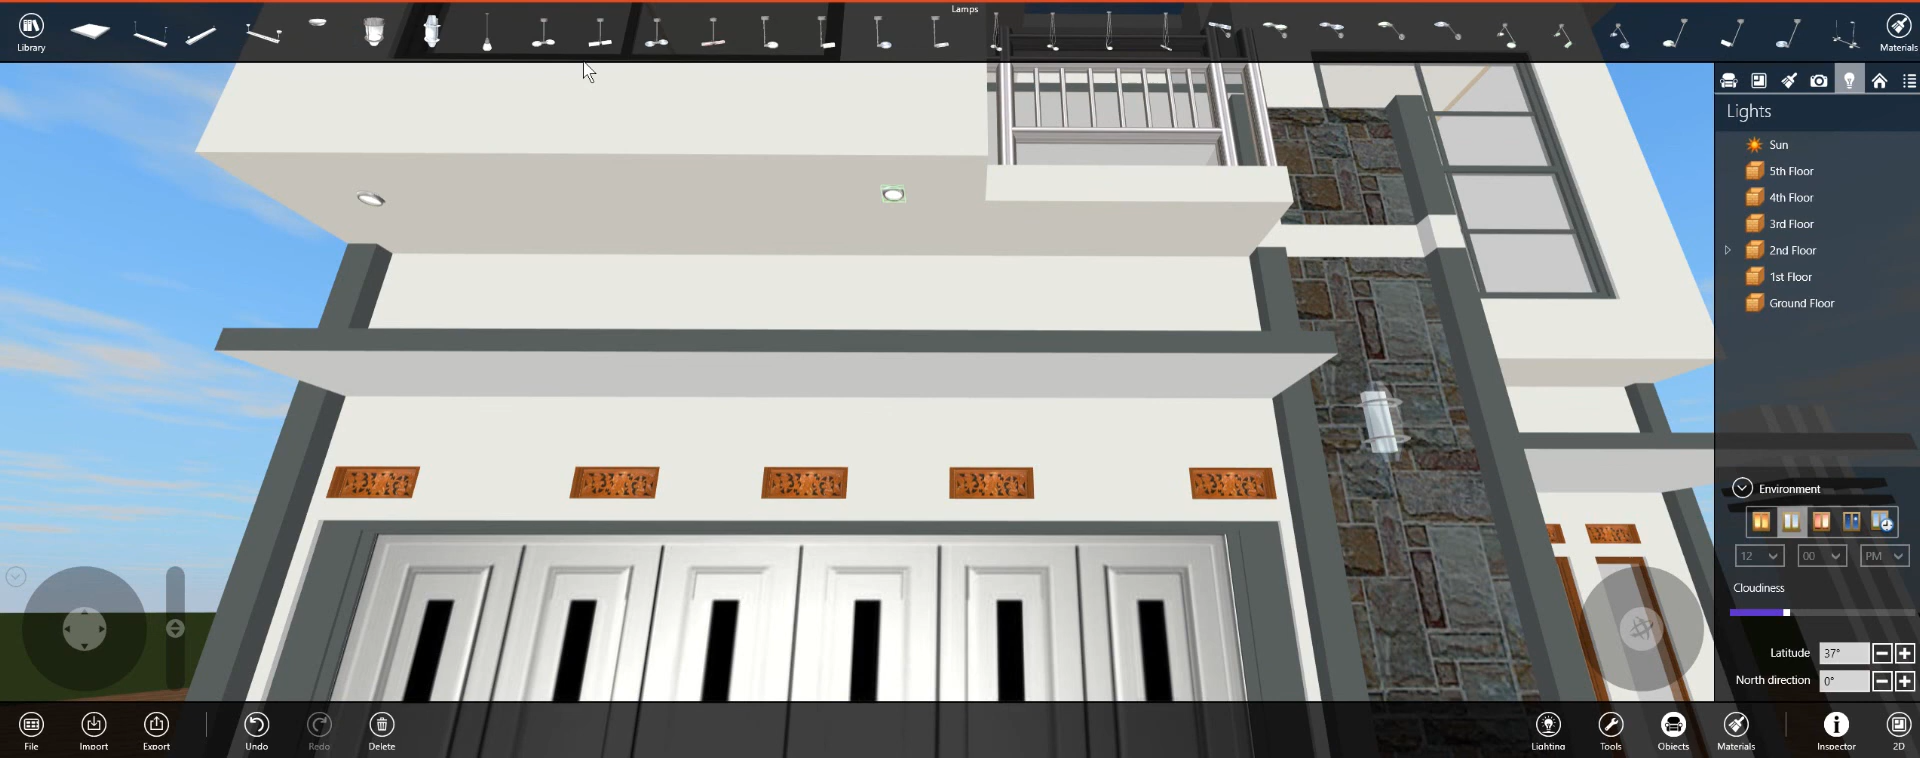 Lamps
Library
Materials
Lights
Sun
5th Floor
4th Floor
3rd Floor
2nd Floor
1st Floor
Ground Floor
Environment
12
00
PM
Cloudiness
Latitude 37°
North direction 0°
File
Import
Export
Undo
Redo
Delete
Lighting
Tools
Objects
Materials
Inspector
2D